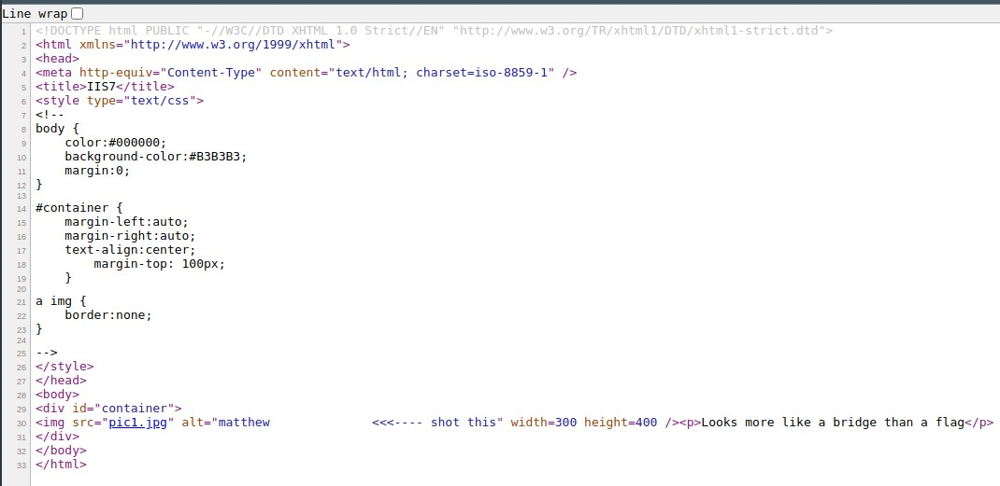 Line wrap
1 <!DOCTYPE html PUBLIC "-//W3C//DTD XHTML 1.0 Strict//EN" "http://www.w3.org/TR/xhtml1/DTD/xhtml1-strict.dtd">
2 <html xmlns="http://www.w3.org/1999/xhtml">
3 <head>
4 <meta http-equiv="Content-Type" content="text/html; charset=iso-8859-1" />
5 <title>IIS7</title>
6 <style type="text/css">
7 <!--
8 body {
9     color:#000000;
10     background-color:#B3B3B3;
11     margin:0;
12 }
13
14 #container {
15     margin-left:auto;
16     margin-right:auto;
17     text-align:center;
18         margin-top: 100px;
19     }
20
21 a img {
22     border:none;
23 }
24
25 -->
26 </style>
27 </head>
28 <body>
29 <div id="container">
30 <img src="pic1.jpg" alt="matthew              <<<---- shot this" width=300 height=400 /><p>Looks more like a bridge than a flag</p>
31 </div>
32 </body>
33 </html>